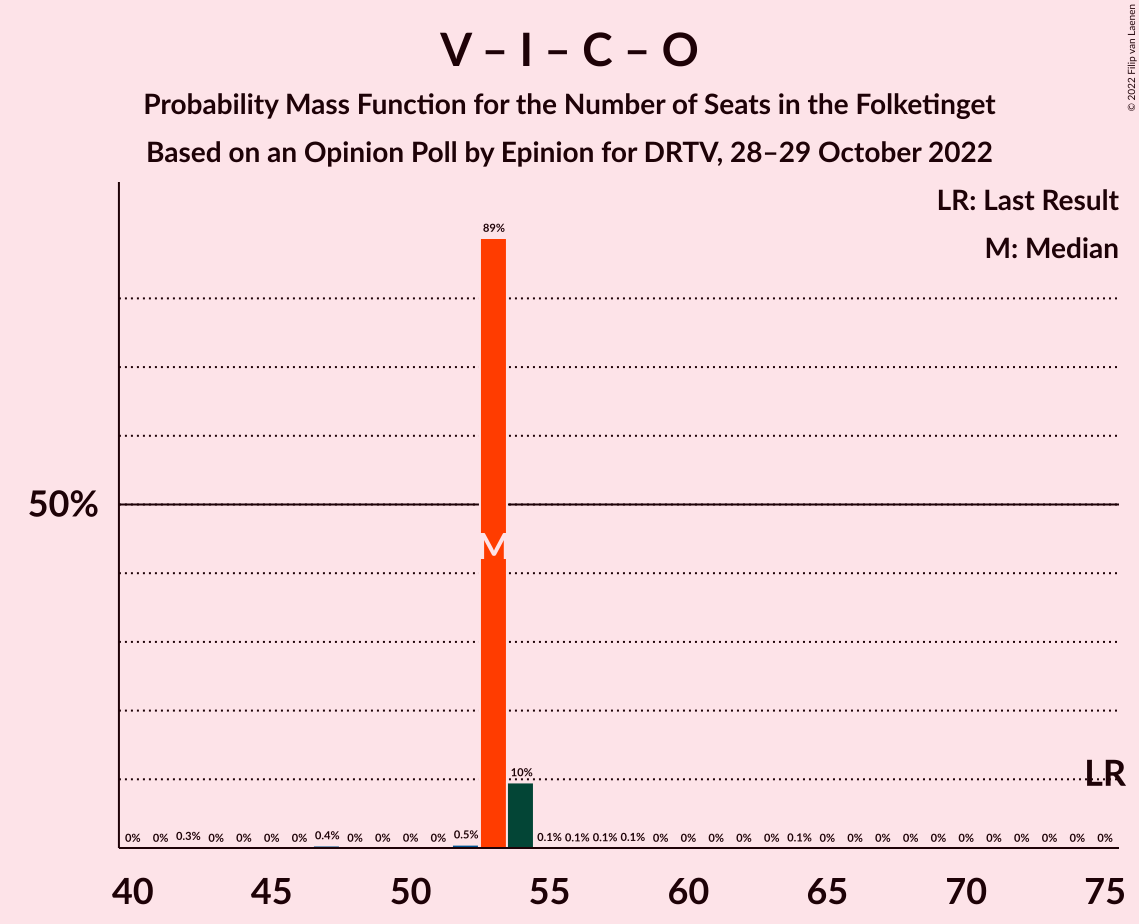 V – I – C – O
Probability Mass Function for the Number of Seats in the Folketinget
Based on an Opinion Poll by Epinion for DRTV, 28–29 October 2022
© 2022 Filip van Laenen
LR: Last Result
M: Median
89%
50%
M
10%
LR
0% 0% 0.3% 0% 0% 0% 0% 0.4% 0% 0% 0% 0% 0.5% 0.1% 0.1% 0.1% 0.1% 0% 0% 0% 0% 0% 0.1% 0% 0% 0% 0% 0% 0% 0% 0% 0% 0% 0%
40 45 50 55 60 65 70 75